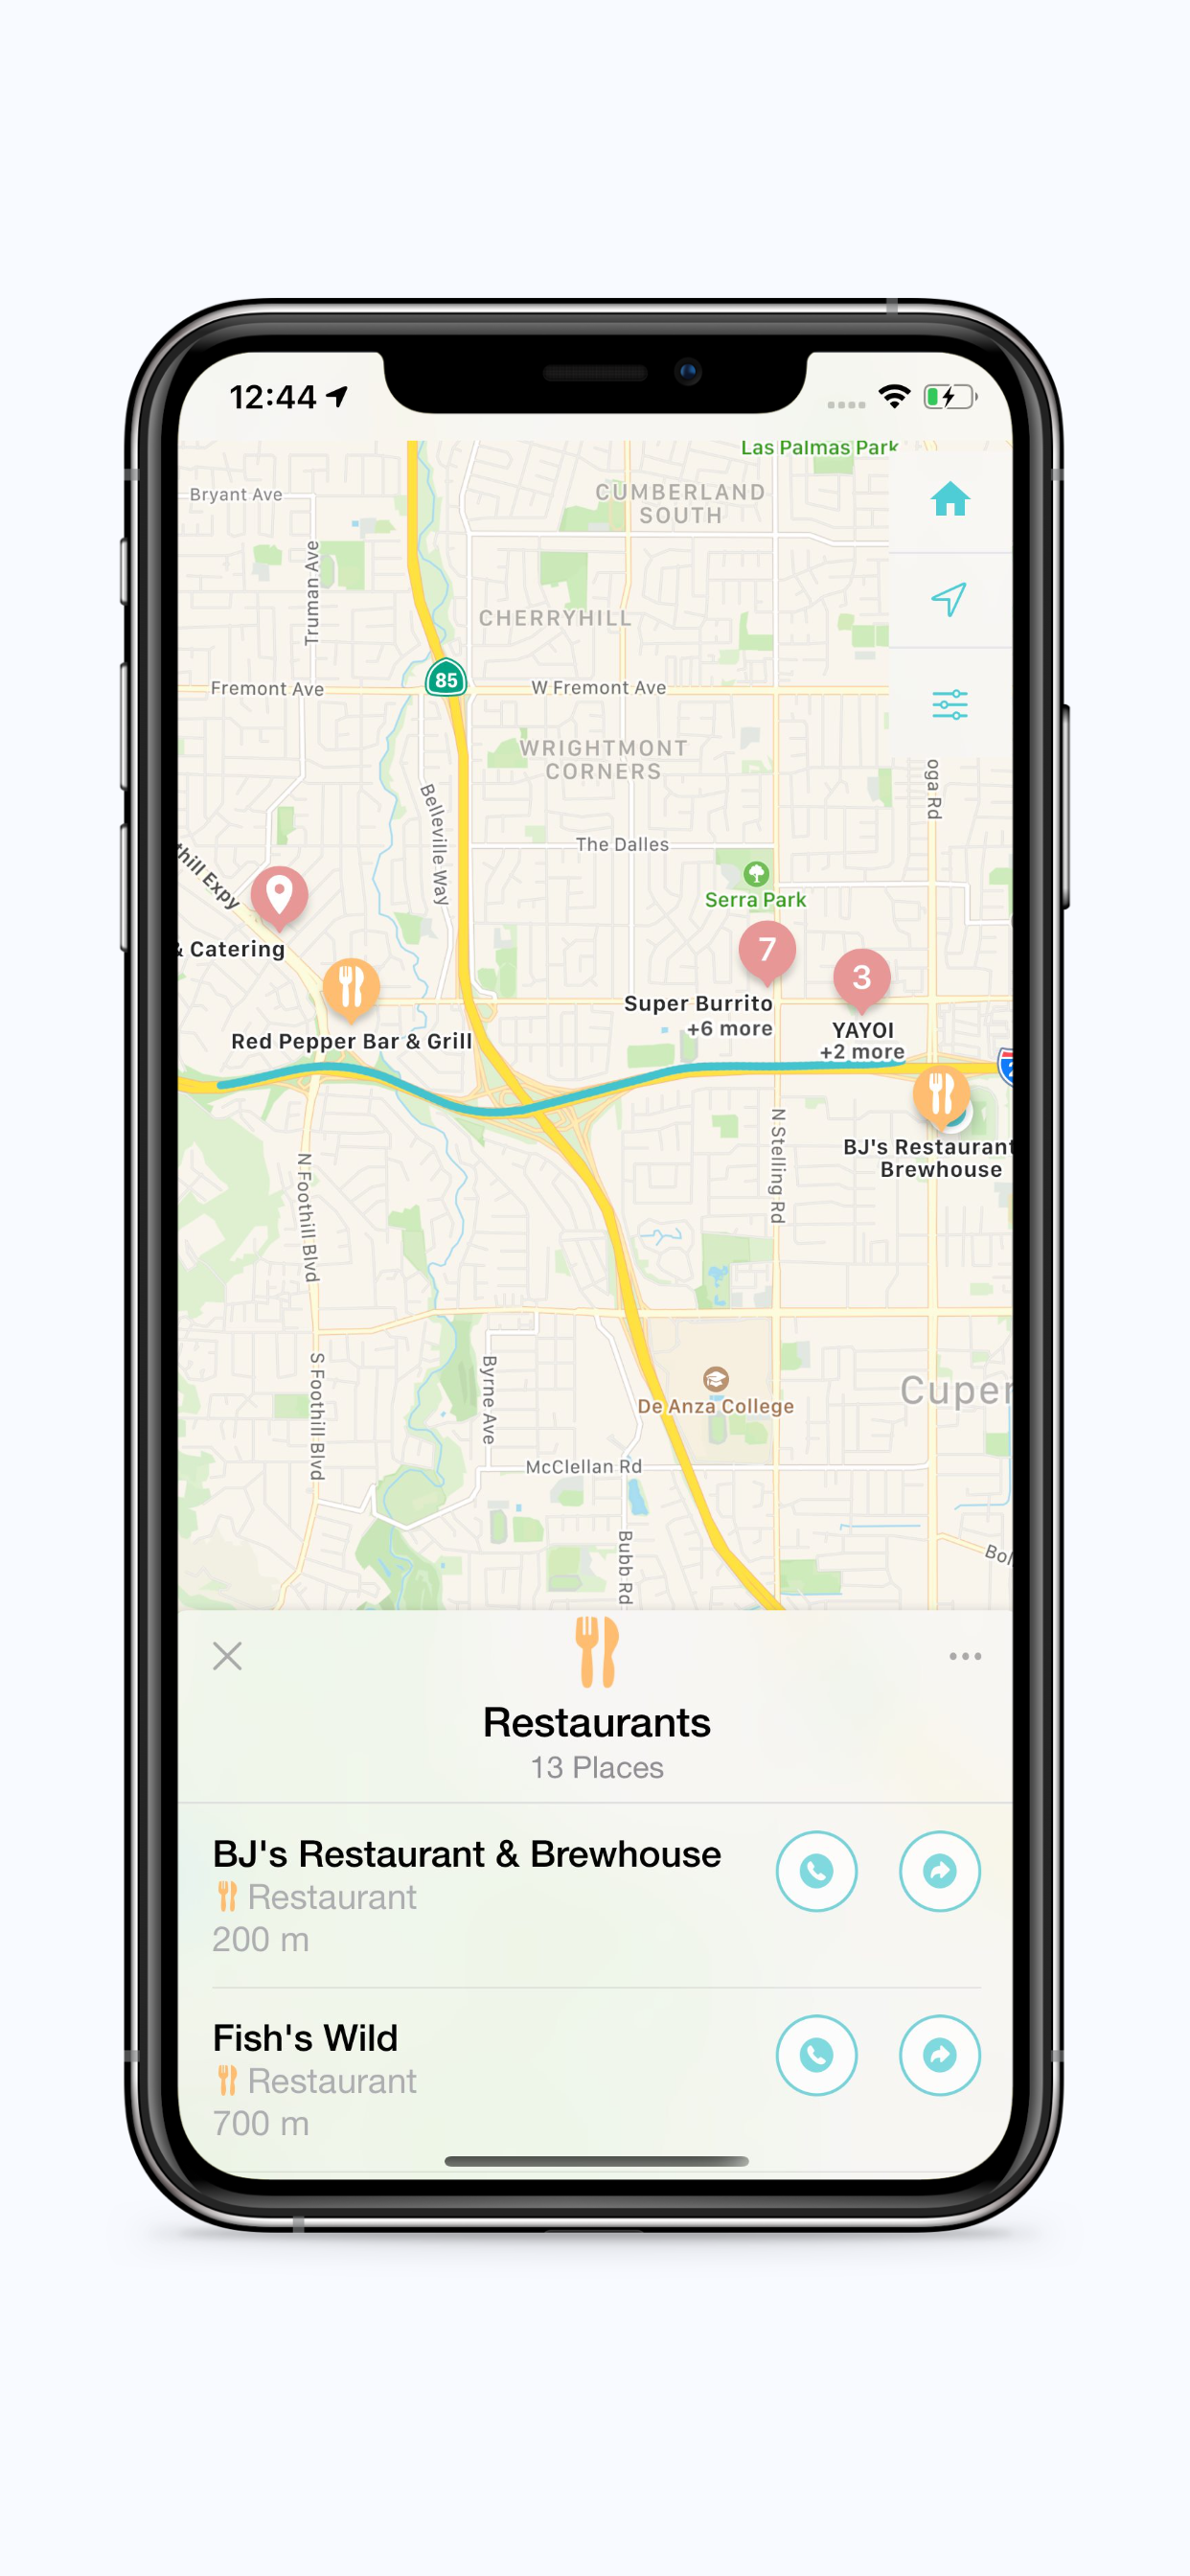 12:44
Las Palmas Park
Bryant Ave
CUMBERLAND
SOUTH
Truman Ave
CHERRYHILL
85
Fremont Ave
W Fremont Ave
WRIGHTMONT
CORNERS
oga Rd
Belleville Way
The Dalles
thill Expy
Serra Park
& Catering
7
3
Super Burrito
+6 more
YAYOI
+2 more
Red Pepper Bar & Grill
2
N Stelling Rd
BJ's Restaurant
Brewhouse
N Foothill Blvd
S Foothill Blvd
Byrne Ave
De Anza College
Cuper
McClellan Rd
Bubb Rd
Bol
Restaurants
13 Places
BJ's Restaurant & Brewhouse
Restaurant
200 m
Fish's Wild
Restaurant
700 m